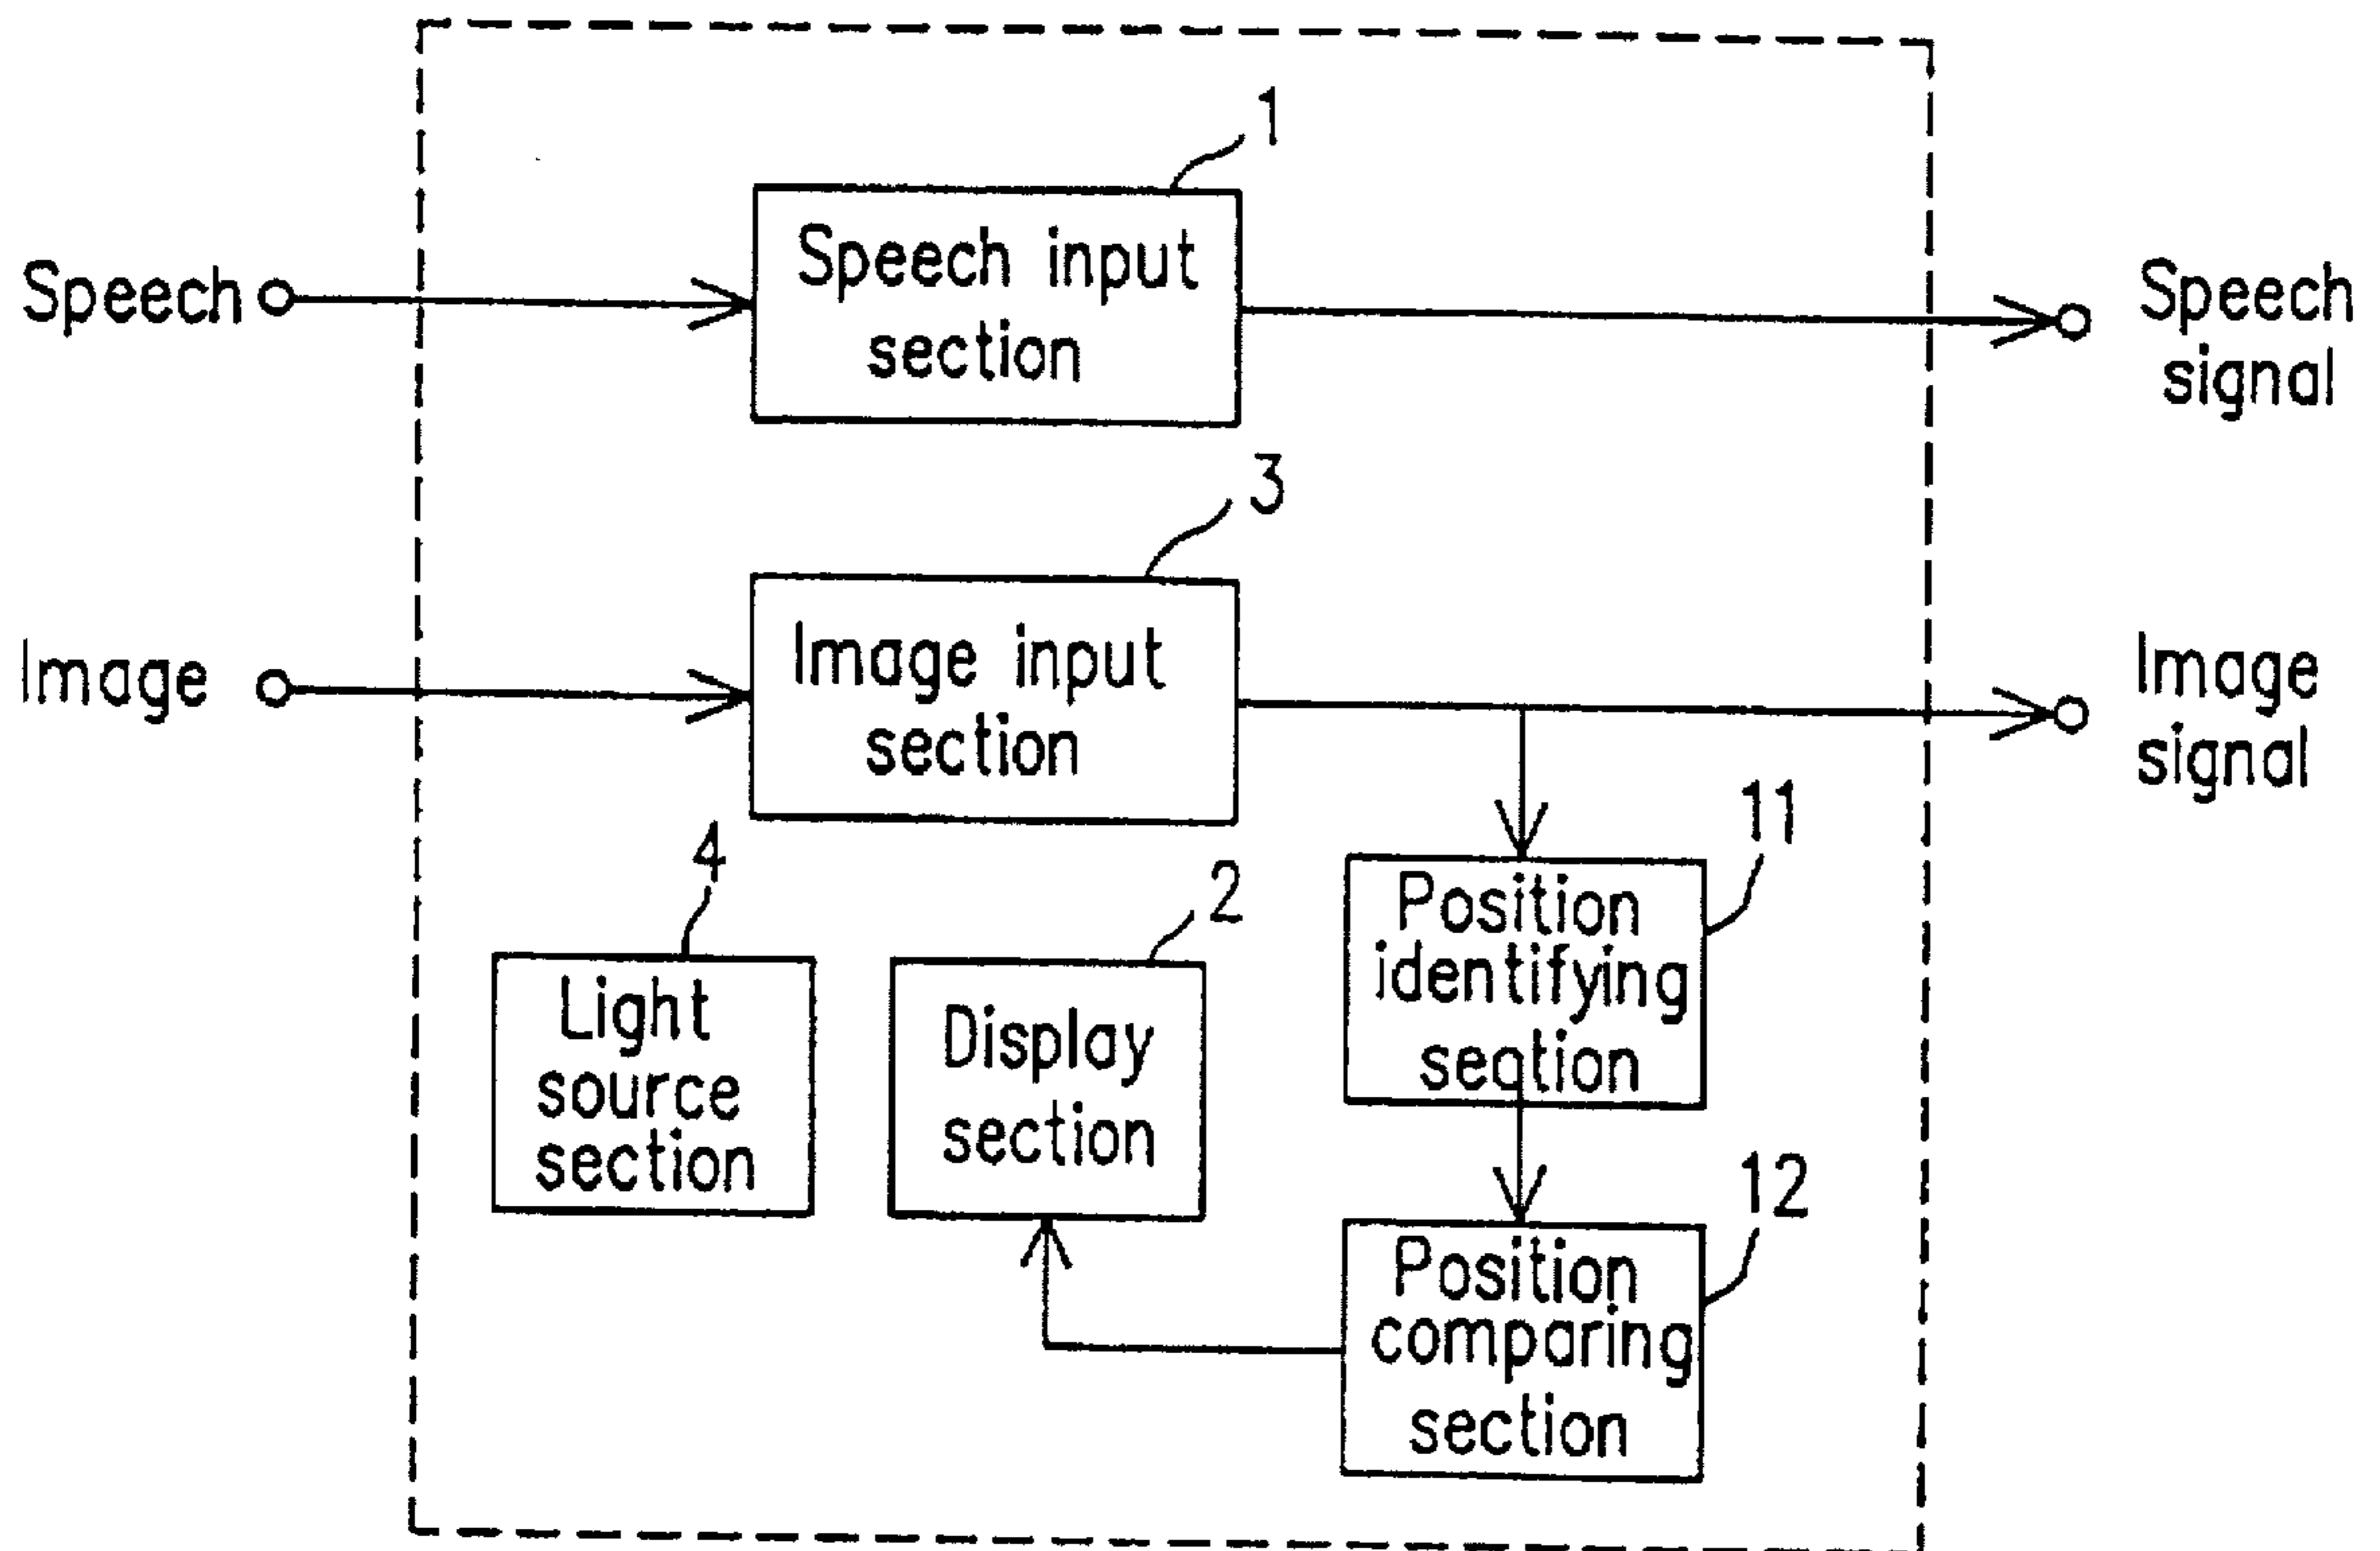 1
Speech
Speech input
section
Speech
signal
3
Image
Image input
section
Image
signal
4
2
11
Light
source
section
Display
section
Position
identifying
section
12
Position
comparing
section